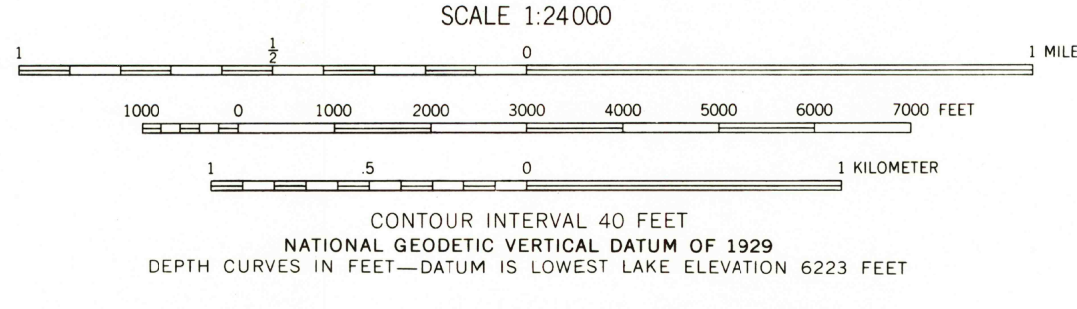 SCALE 1:24000
1 ½ 0 1 MILE
1000 0 1000 2000 3000 4000 5000 6000 7000 FEET
1 .5 0 1 KILOMETER
CONTOUR INTERVAL 40 FEET
NATIONAL GEODETIC VERTICAL DATUM OF 1929
DEPTH CURVES IN FEET—DATUM IS LOWEST LAKE ELEVATION 6223 FEET